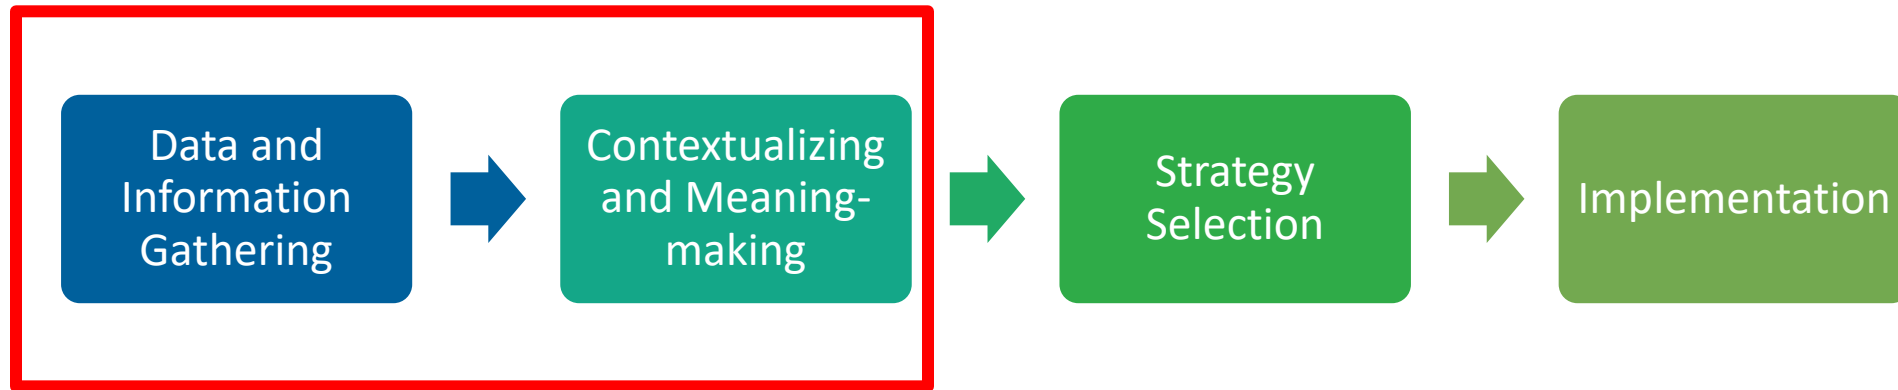 Data and
Information
Gathering
Contextualizing
and Meaning-
making
Strategy
Selection
Implementation